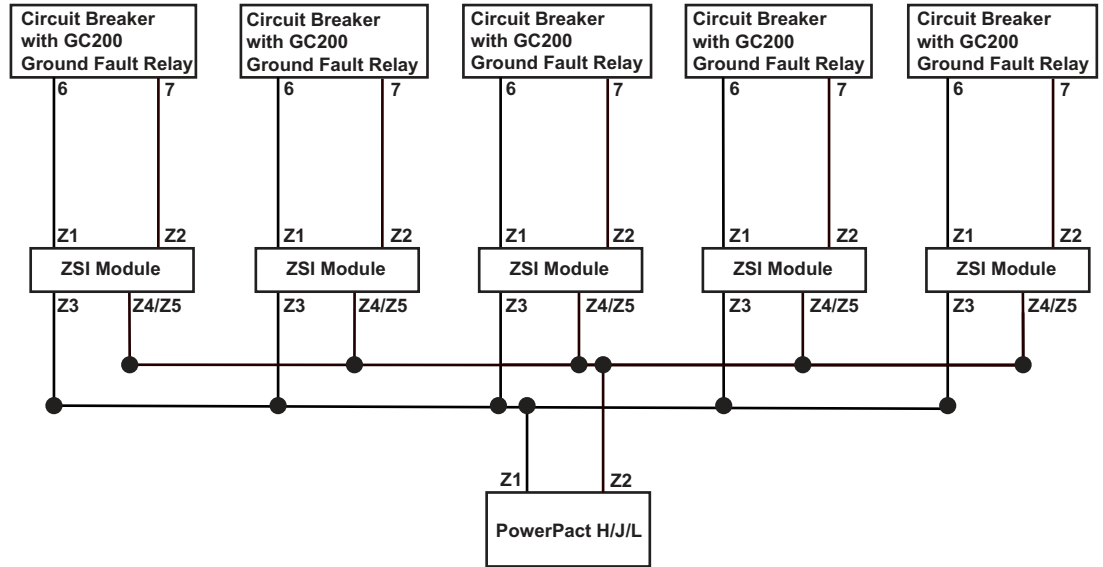 Circuit Breaker
with GC200
Ground Fault Relay
Circuit Breaker
with GC200
Ground Fault Relay
Circuit Breaker
with GC200
Ground Fault Relay
Circuit Breaker
with GC200
Ground Fault Relay
Circuit Breaker
with GC200
Ground Fault Relay
6 7 6 7 6 7 6 7 6 7
Z1 Z2 Z1 Z2 Z1 Z2 Z1 Z2 Z1 Z2
ZSI Module ZSI Module ZSI Module ZSI Module ZSI Module
Z3 Z4/Z5 Z3 Z4/Z5 Z3 Z4/Z5 Z3 Z4/Z5 Z3 Z4/Z5
Z1 Z2
PowerPact H/J/L